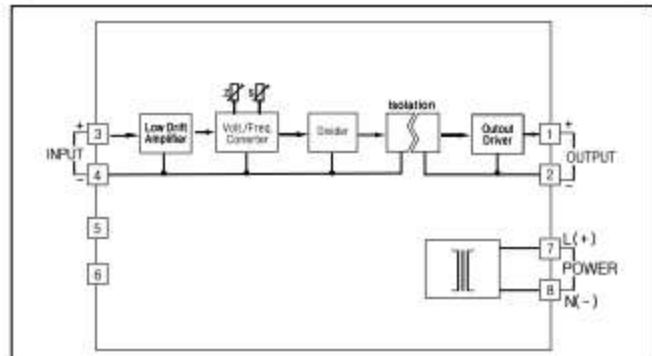 Isolation
+
3
Low Drift
Amplifier
Volt./Freq.
Converter
Divider
Output
Driver
1
+
INPUT
OUTPUT
−
4
2
−
5
6
7
L(+)
POWER
8
N(−)